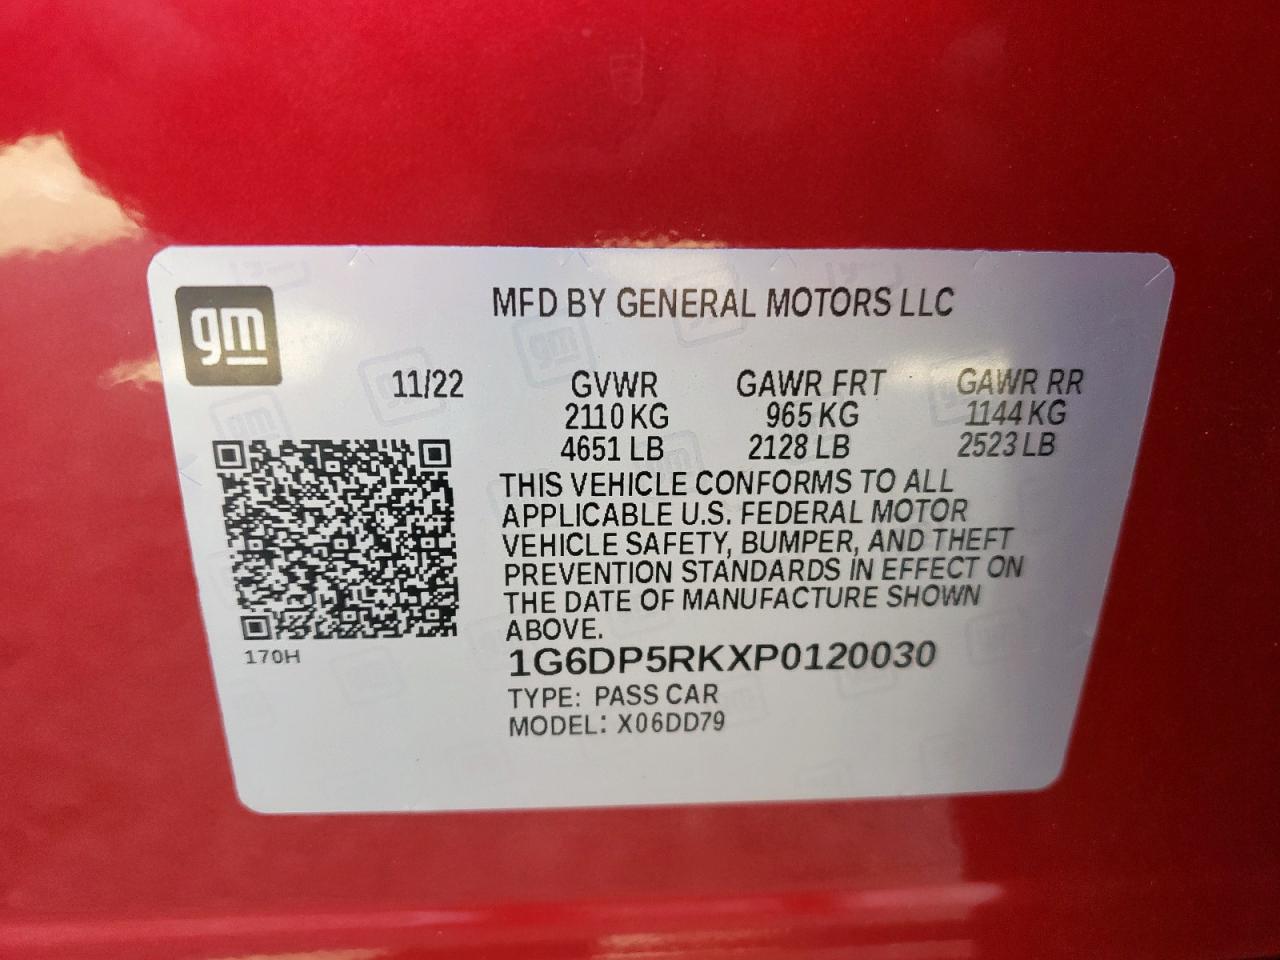 gm
MFD BY GENERAL MOTORS LLC
11/22 GVWR GAWR FRT GAWR RR
2110 KG 965 KG 1144 KG
4651 LB 2128 LB 2523 LB
THIS VEHICLE CONFORMS TO ALL
APPLICABLE U.S. FEDERAL MOTOR
VEHICLE SAFETY, BUMPER, AND THEFT
PREVENTION STANDARDS IN EFFECT ON
THE DATE OF MANUFACTURE SHOWN
ABOVE.
170H
1G6DP5RKXP0120030
TYPE: PASS CAR
MODEL: X06DD79